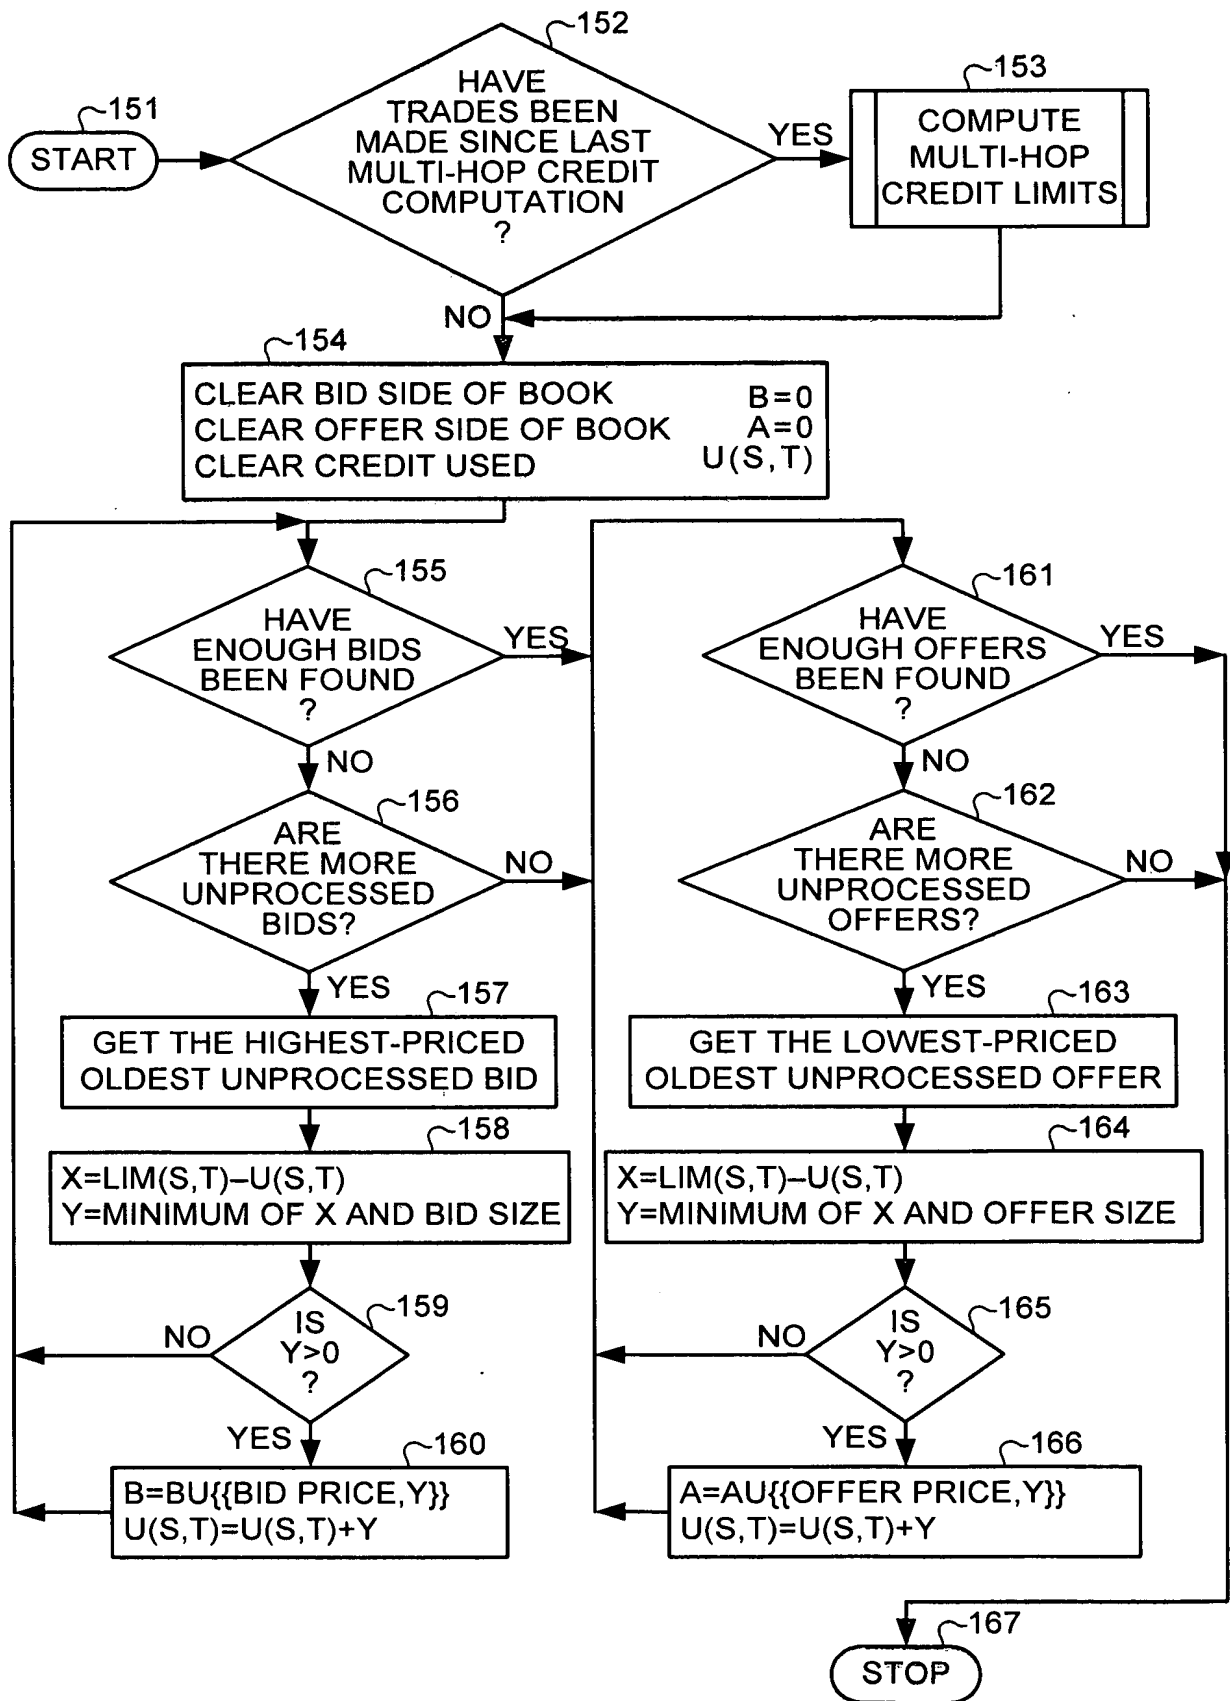 152
HAVE
TRADES BEEN
MADE SINCE LAST
MULTI-HOP CREDIT
COMPUTATION
?
151
START
YES
153
COMPUTE
MULTI-HOP
CREDIT LIMITS
NO
154
CLEAR BID SIDE OF BOOK B=0
CLEAR OFFER SIDE OF BOOK A=0
CLEAR CREDIT USED U(S,T)
155
HAVE
ENOUGH BIDS
BEEN FOUND
?
YES
NO
156
ARE
THERE MORE
UNPROCESSED
BIDS?
NO
YES
157
GET THE HIGHEST-PRICED
OLDEST UNPROCESSED BID
158
X=LIM(S,T)–U(S,T)
Y=MINIMUM OF X AND BID SIZE
159
IS
Y>0
?
NO
YES
160
B=BU{{BID PRICE,Y}}
U(S,T)=U(S,T)+Y
161
HAVE
ENOUGH OFFERS
BEEN FOUND
?
YES
NO
162
ARE
THERE MORE
UNPROCESSED
OFFERS?
NO
YES
163
GET THE LOWEST-PRICED
OLDEST UNPROCESSED OFFER
164
X=LIM(S,T)–U(S,T)
Y=MINIMUM OF X AND OFFER SIZE
165
IS
Y>0
?
NO
YES
166
A=AU{{OFFER PRICE,Y}}
U(S,T)=U(S,T)+Y
167
STOP